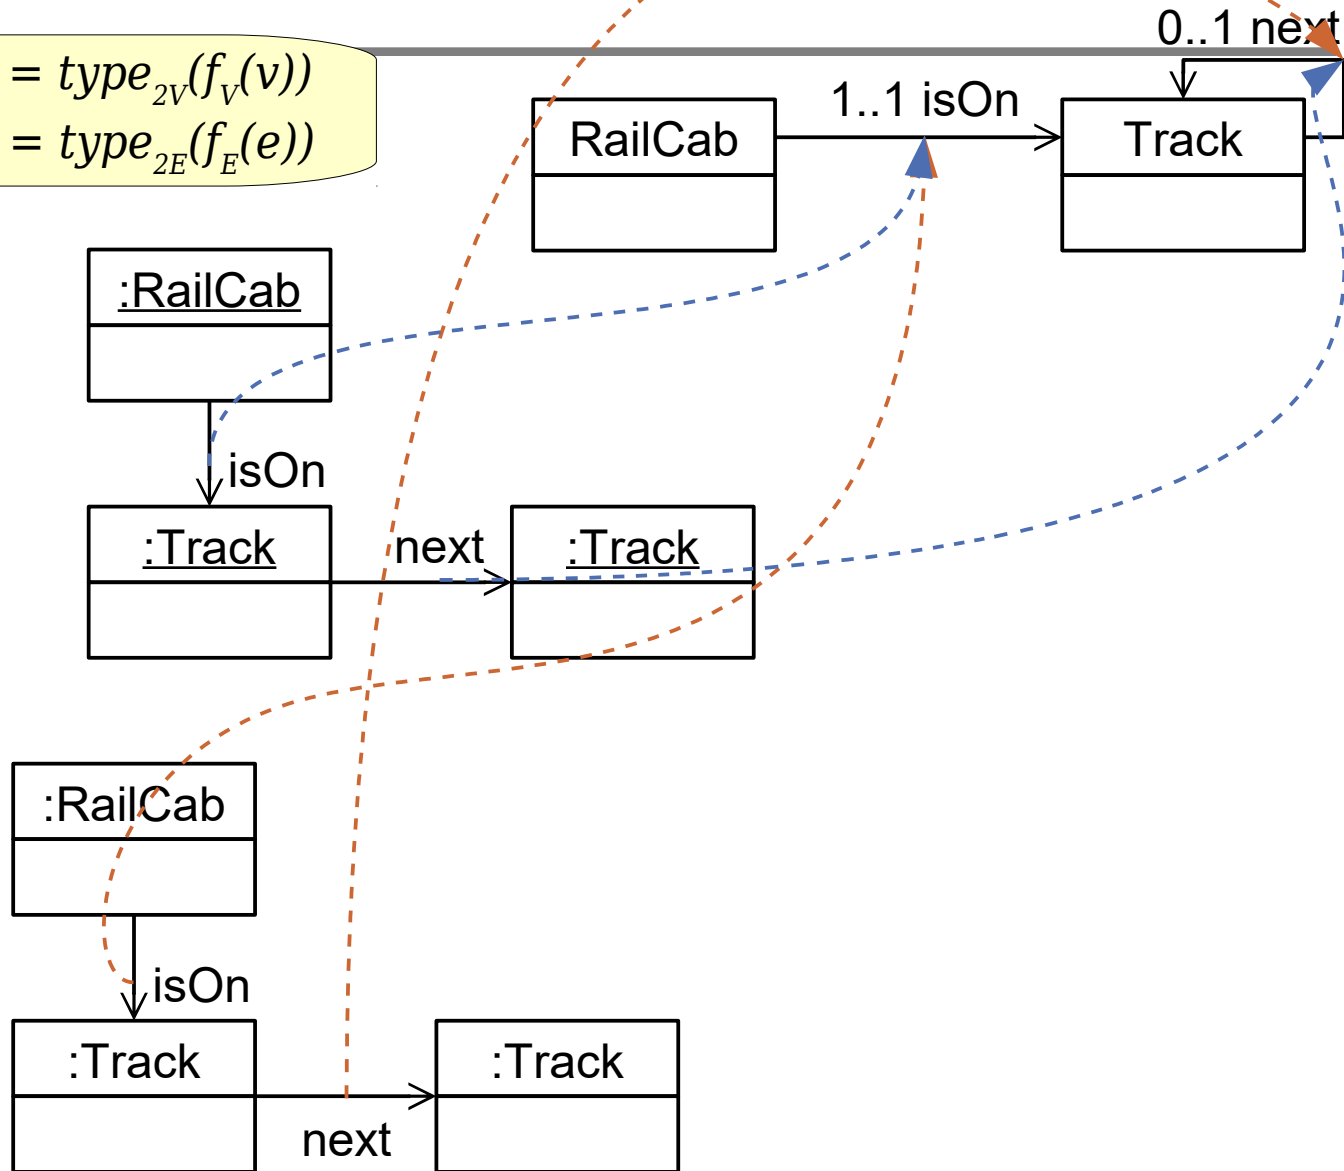 0..1 next
= type2V(fV(v))
= type2E(fE(e))
1..1 isOn
RailCab
Track
:RailCab
isOn
:Track
next
:Track
:RailCab
isOn
:Track
:Track
next